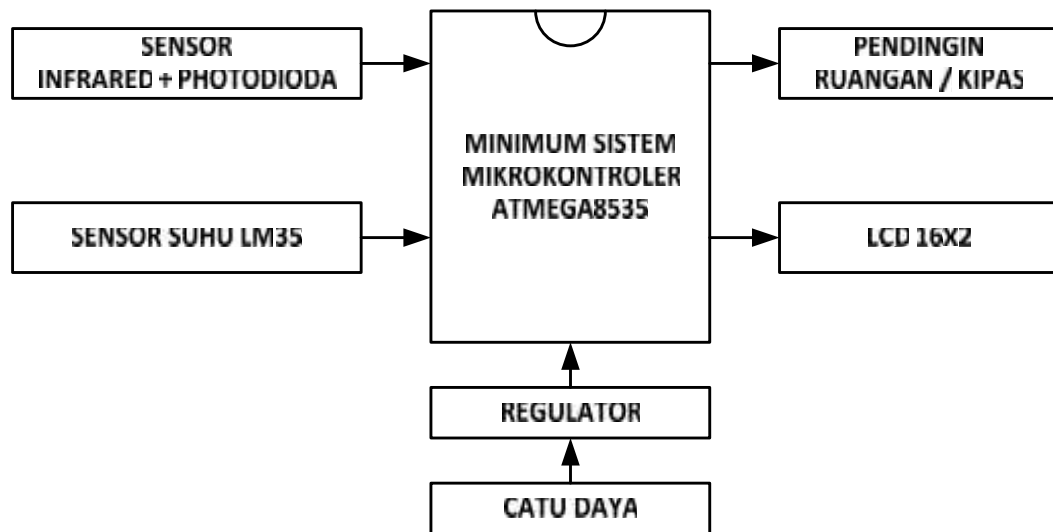 SENSOR
INFRARED + PHOTODIODA
SENSOR SUHU LM35
MINIMUM SISTEM
MIKROKONTROLER
ATMEGA8535
PENDINGIN
RUANGAN / KIPAS
LCD 16X2
REGULATOR
CATU DAYA